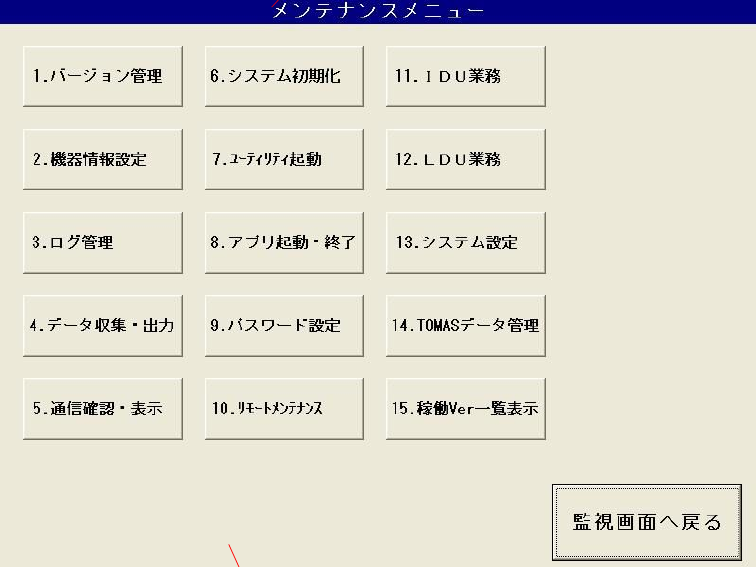 メンテナンスメニュー
1.バージョン管理
6.システム初期化
11.ＩＤＵ業務
2.機器情報設定
7.ﾕｰﾃｨﾘﾃｨ起動
12.ＬＤＵ業務
3.ログ管理
8.アプリ起動・終了
13.システム設定
4.データ収集・出力
9.パスワード設定
14.TOMASデータ管理
5.通信確認・表示
10.ﾘﾓｰﾄﾒﾝﾃﾅﾝｽ
15.稼働Ver一覧表示
監視画面へ戻る